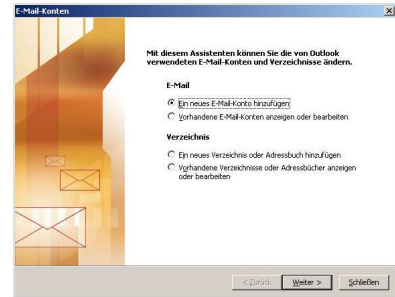 E-Mail-Konten
Mit diesem Assistenten können Sie die von Outlook
verwendeten E-Mail-Konten und Verzeichnisse ändern.
E-Mail
Ein neues E-Mail-Konto hinzufügen
Vorhandene E-Mail-Konten anzeigen oder bearbeiten
Verzeichnis
Ein neues Verzeichnis oder Adressbuch hinzufügen
Vorhandene Verzeichnisse oder Adressbücher anzeigen
oder bearbeiten
< Zurück Weiter > Schließen